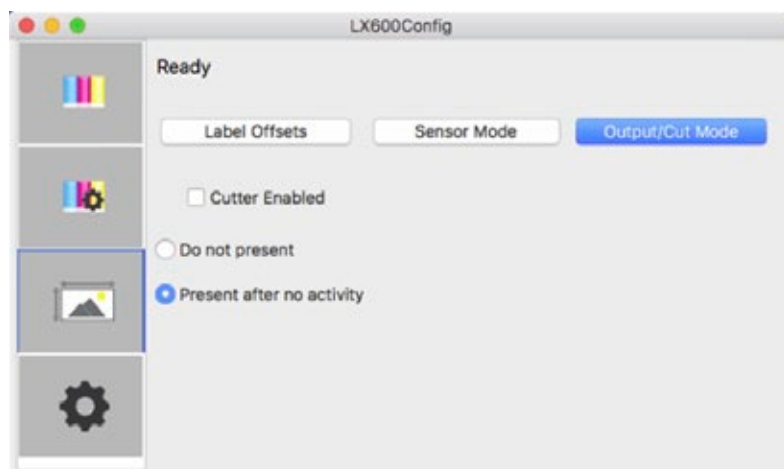 LX600Config
Ready
Label Offsets Sensor Mode Output/Cut Mode
Cutter Enabled
Do not present
Present after no activity